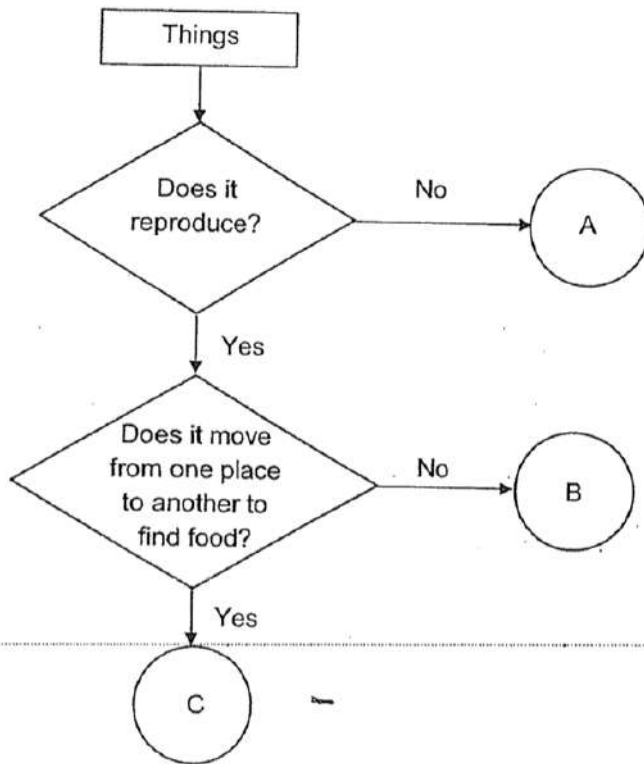 Things
Does it
reproduce?
No
A
Yes
Does it move
from one place
to another to
find food?
No
B
Yes
C